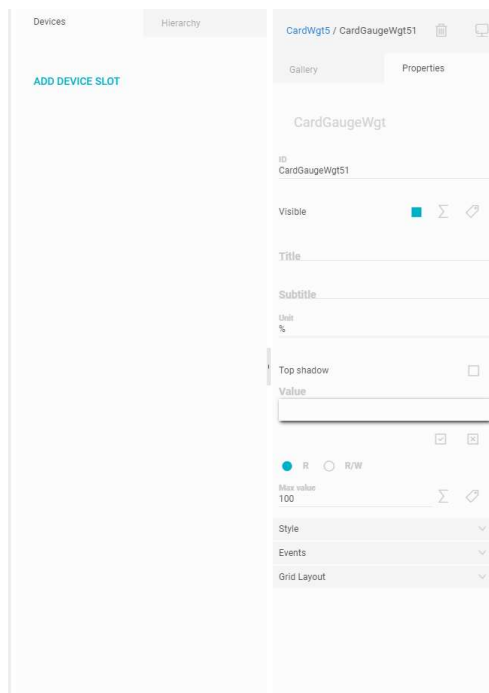 Devices
Hierarchy
ADD DEVICE SLOT
CardWgt5 / CardGaugeWgt51
Gallery
Properties
CardGaugeWgt
ID
CardGaugeWgt51
Visible
Title
Subtitle
Unit
%
Top shadow
Value
R
R/W
Max value
100
Style
Events
Grid Layout